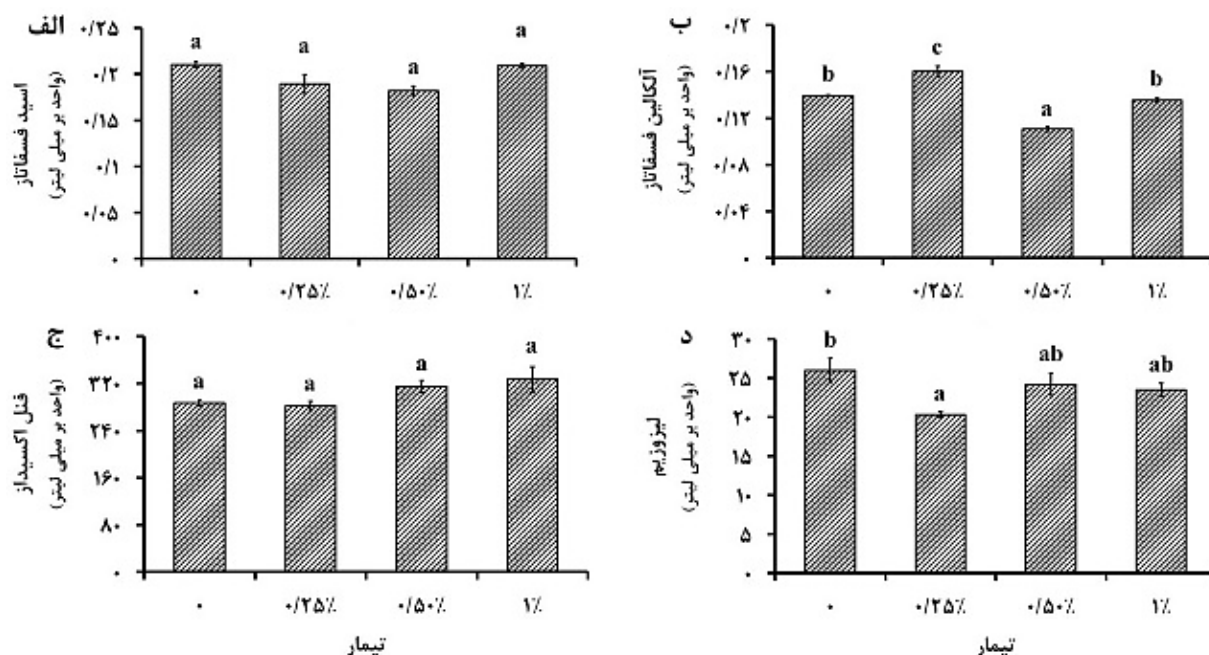 الف
اسید فسفاتاز
(واحد بر میلی لیتر)
۰/۲۵
۰/۲
۰/۱۵
۰/۱
۰/۰۵
۰
a a a a
۰ ۰/۲۵٪ ۰/۵۰٪ ۱٪
ب
آلکالین فسفاتاز
(واحد بر میلی لیتر)
۰/۲
۰/۱۶
۰/۱۲
۰/۰۸
۰/۰۴
۰
b c a b
۰ ۰/۲۵٪ ۰/۵۰٪ ۱٪
ج
فنل اکسیداز
(واحد بر میلی لیتر)
۴۰۰
۳۲۰
۲۴۰
۱۶۰
۸۰
۰
a a a a
۰ ۰/۲۵٪ ۰/۵۰٪ ۱٪
تیمار
د
لیزوزیم
(واحد بر میلی لیتر)
۳۰
۲۵
۲۰
۱۵
۱۰
۵
۰
b a ab ab
۰ ۰/۲۵٪ ۰/۵۰٪ ۱٪
تیمار